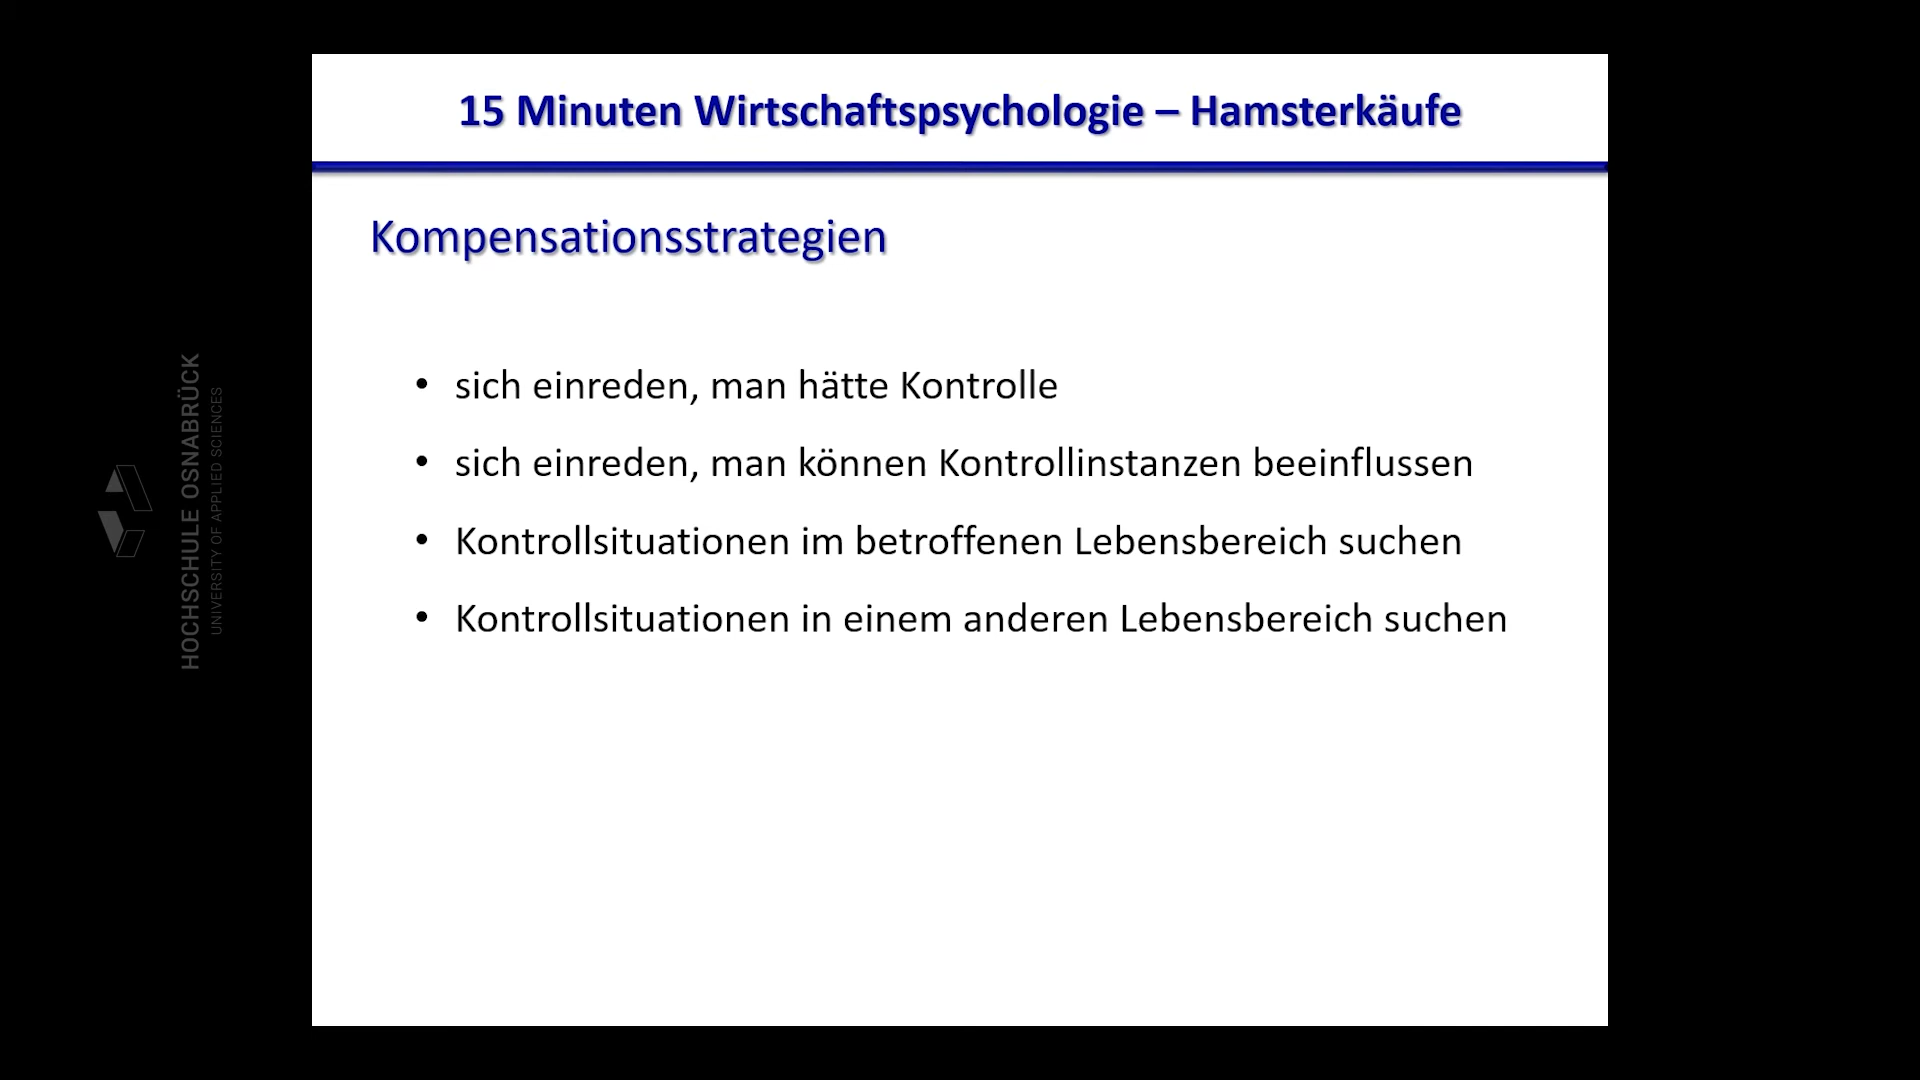 15 Minuten Wirtschaftspsychologie – Hamsterkäufe
Kompensationsstrategien
• sich einreden, man hätte Kontrolle
• sich einreden, man können Kontrollinstanzen beeinflussen
• Kontrollsituationen im betroffenen Lebensbereich suchen
• Kontrollsituationen in einem anderen Lebensbereich suchen
HOCHSCHULE OSNABRÜCK
UNIVERSITY OF APPLIED SCIENCES